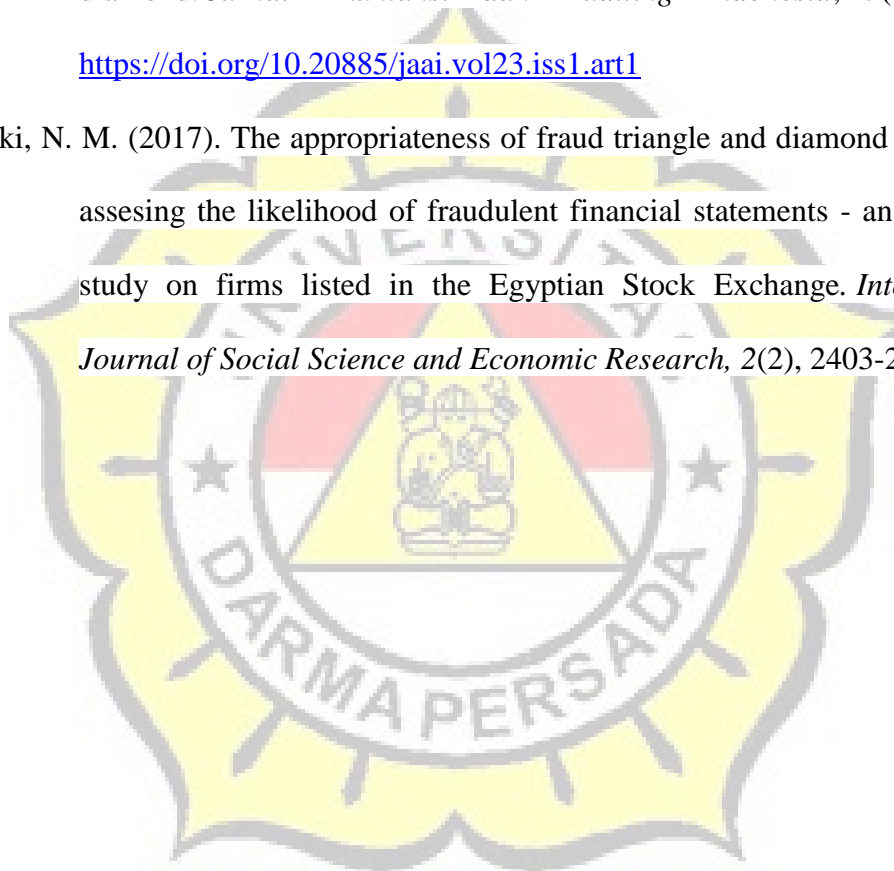 https://doi.org/10.20885/jaai.vol23.iss1.art1
ki, N. M. (2017). The appropriateness of fraud triangle and diamond
assesing the likelihood of fraudulent financial statements - an
study on firms listed in the Egyptian Stock Exchange. Inte
Journal of Social Science and Economic Research, 2(2), 2403-2
UNIVERSITAS
DARMA PERSADA